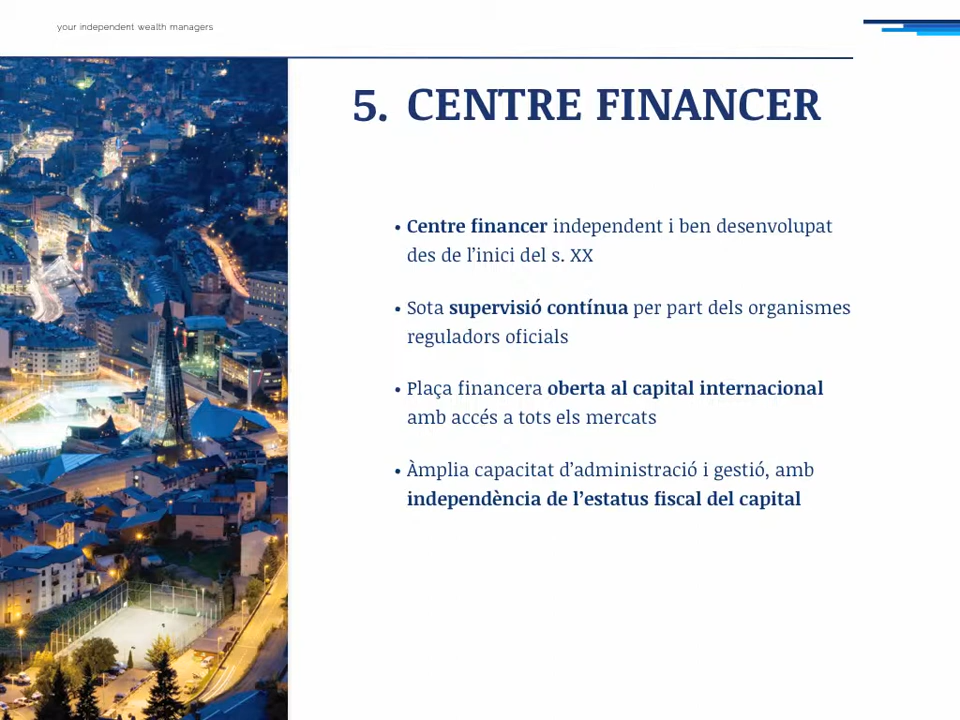 your independent wealth managers
5. CENTRE FINANCER
• Centre financer independent i ben desenvolupat
des de l’inici del s. XX
• Sota supervisió contínua per part dels organismes
reguladors oficials
• Plaça financera oberta al capital internacional
amb accés a tots els mercats
• Àmplia capacitat d’administració i gestió, amb
independència de l’estatus fiscal del capital